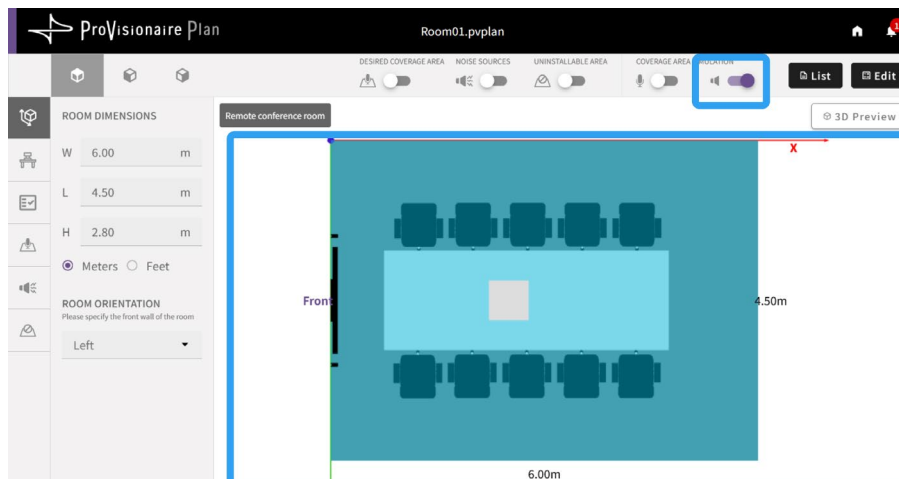 ProVisionaire Plan
Room01.pvplan
1
DESIRED COVERAGE AREA
NOISE SOURCES
UNINSTALLABLE AREA
COVERAGE AREA
List
Edit
ROOM DIMENSIONS
Remote conference room
3D Preview
X
W 6.00 m
L 4.50 m
H 2.80 m
Meters Feet
ROOM ORIENTATION
Please specify the front wall of the room
Left
Front
4.50m
6.00m